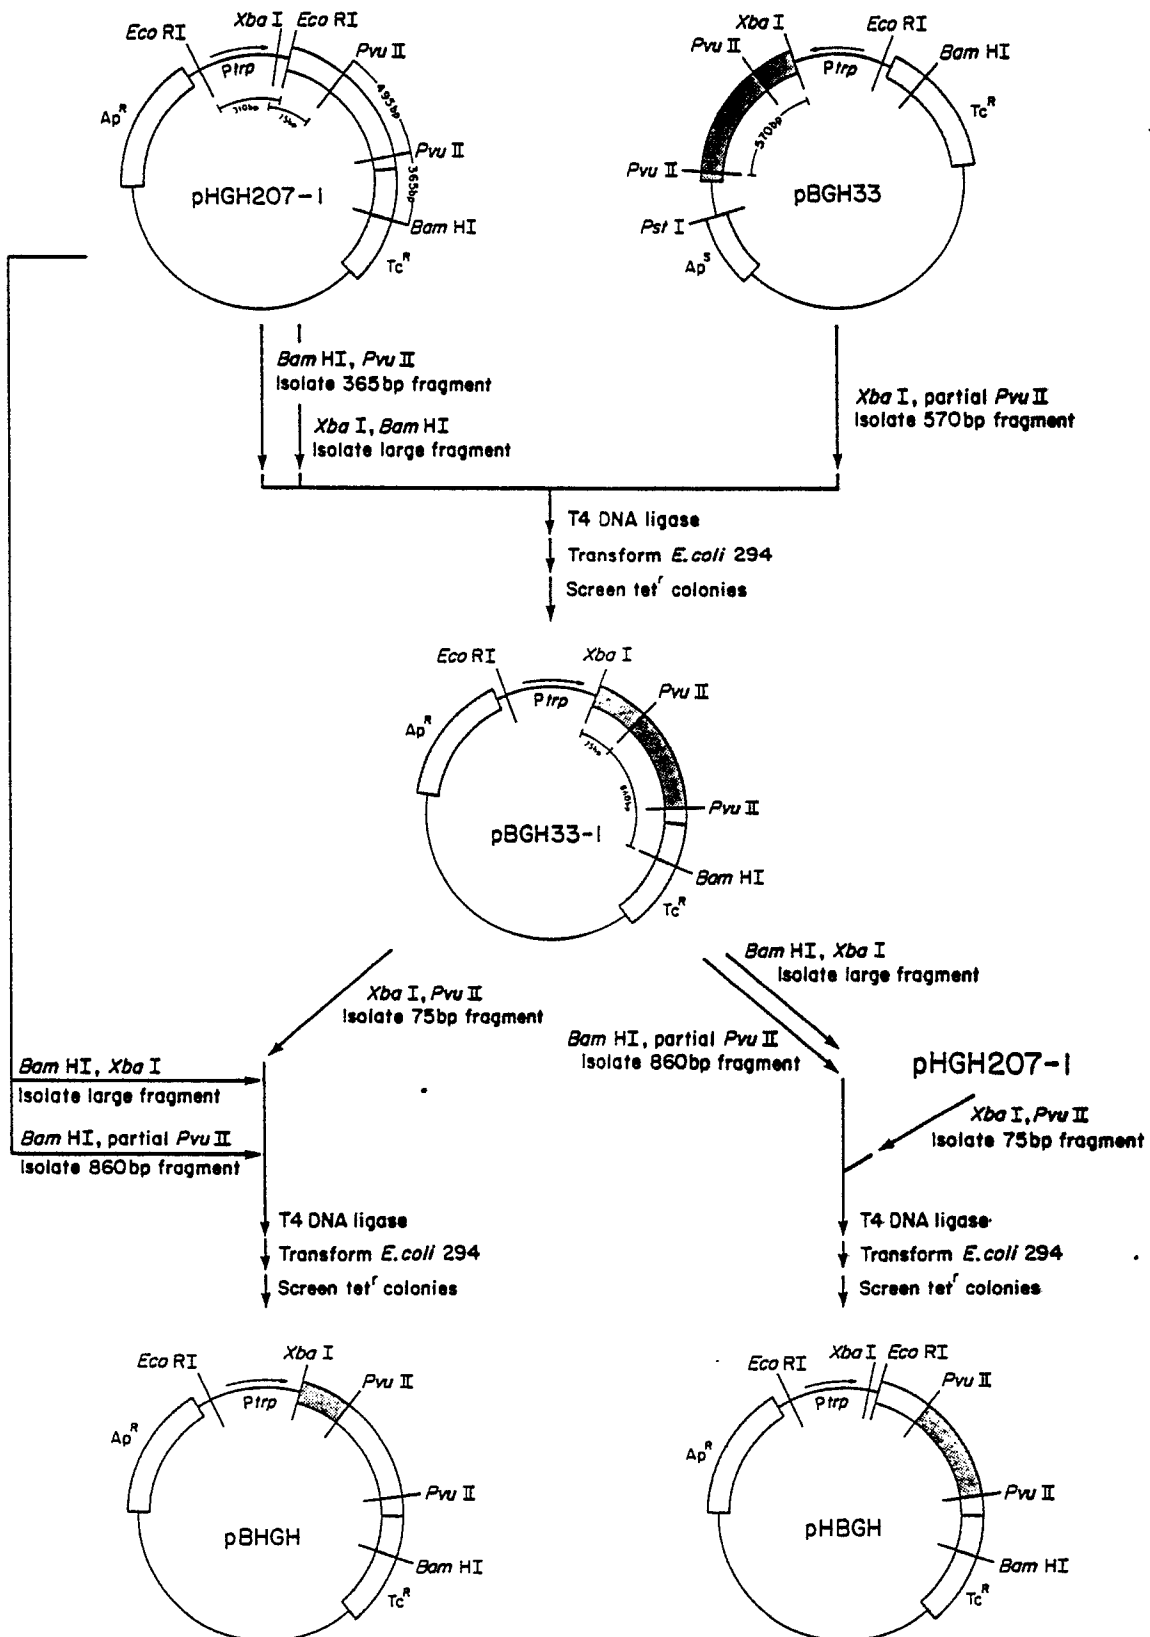 Eco RI
Xba I
Eco RI
Pvu II
Ptrp
Ap^R
310bp
75bp
495bp
Pvu II
365bp
pHGH207-1
Bam HI
Tc^R
Xba I
Pvu II
Eco RI
Bam HI
Ptrp
Tc^R
570bp
Pvu II
pBGH33
Pst I
Ap^S
Bam HI, Pvu II
Isolate 365bp fragment
Xba I, Bam HI
Isolate large fragment
Xba I, partial Pvu II
Isolate 570bp fragment
T4 DNA ligase
Transform E.coli 294
Screen tet^r colonies
Eco RI
Xba I
Pvu II
Ptrp
Ap^R
75bp
860bp
Pvu II
pBGH33-1
Bam HI
Tc^R
Xba I, Pvu II
Isolate 75bp fragment
Bam HI, Xba I
Isolate large fragment
Bam HI, partial Pvu II
Isolate 860bp fragment
Bam HI, Xba I
Isolate large fragment
Bam HI, partial Pvu II
Isolate 860bp fragment
pHGH207-1
Xba I, Pvu II
Isolate 75bp fragment
T4 DNA ligase
Transform E.coli 294
Screen tet^r colonies
T4 DNA ligase
Transform E.coli 294
Screen tet^r colonies
Eco RI
Xba I
Pvu II
Ptrp
Ap^R
Pvu II
pBHGH
Bam HI
Tc^R
Eco RI
Xba I
Eco RI
Pvu II
Ptrp
Ap^R
Pvu II
pHBGH
Bam HI
Tc^R